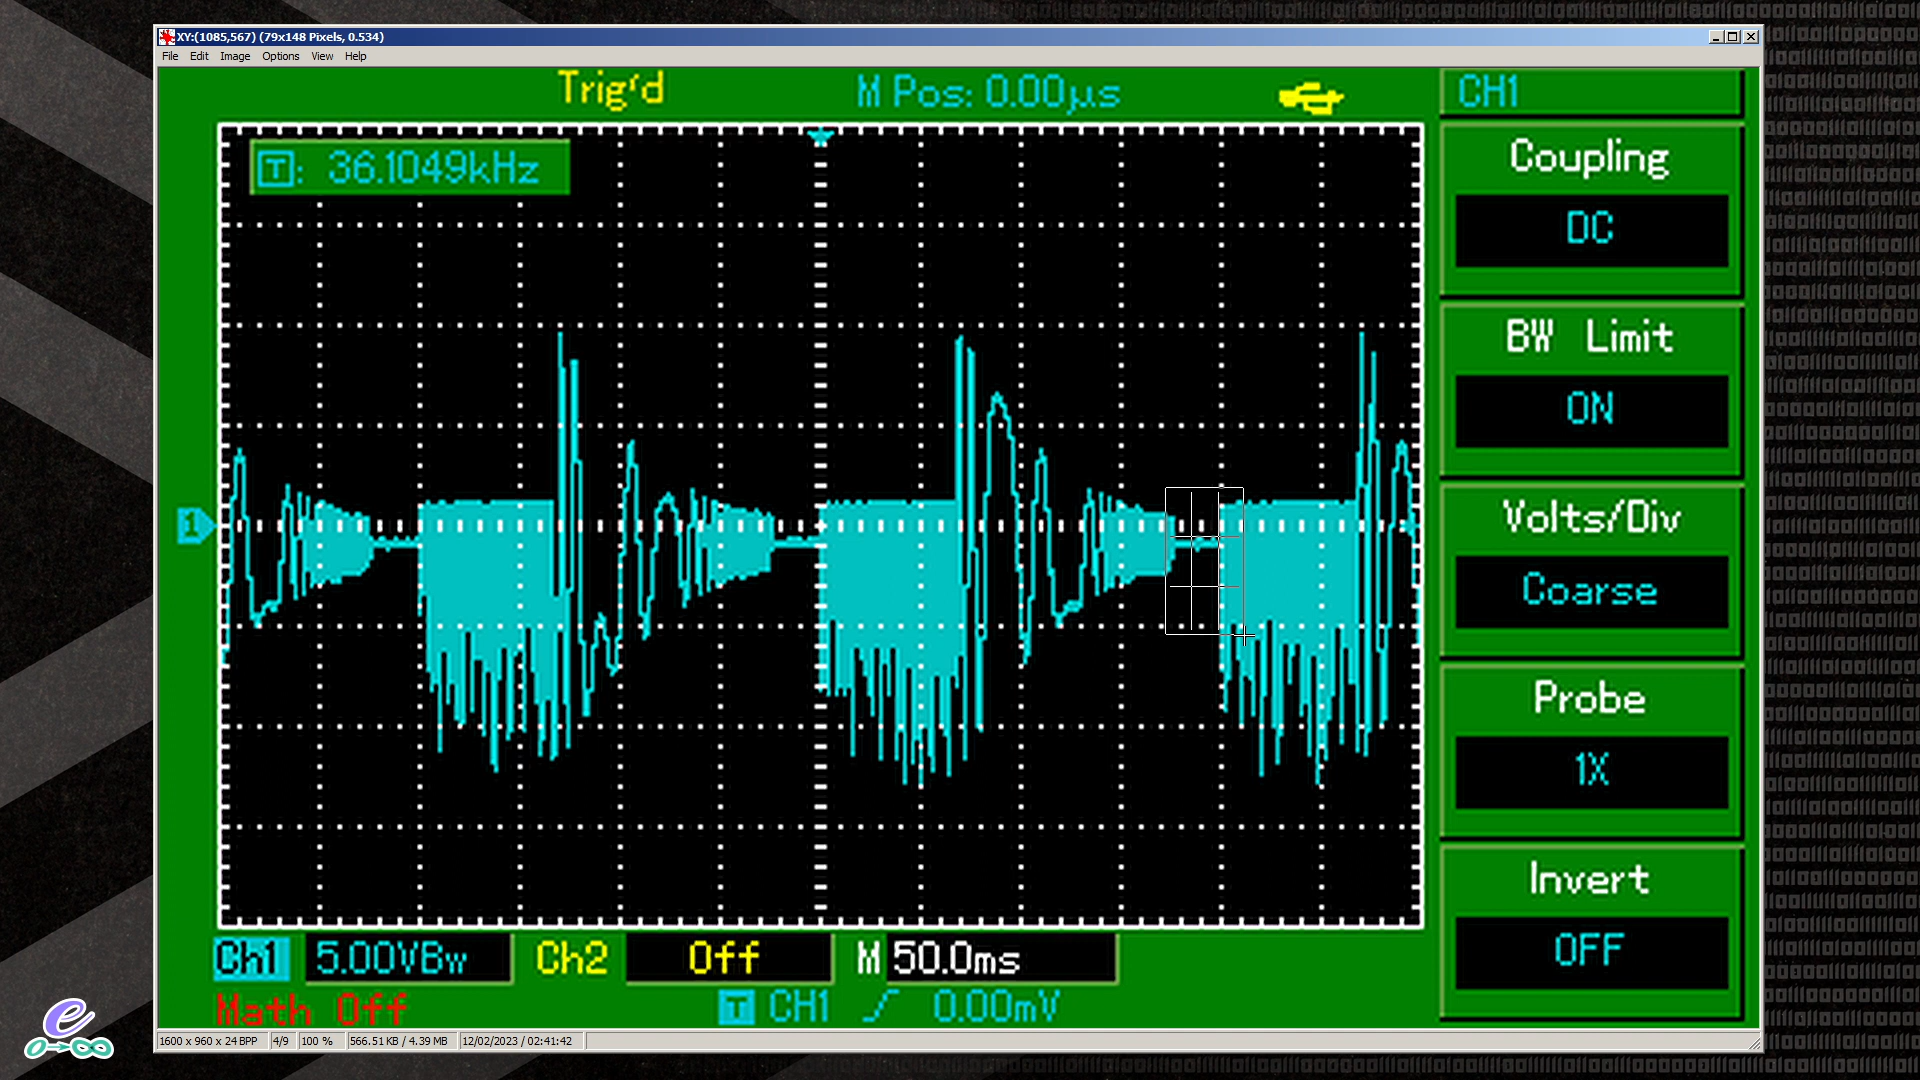 XY:(1085,567) (79x148 Pixels, 0.534)
File Edit Image Options View Help
Trig'd M Pos: 0.00µs CH1
T: 36.1049kHz
Coupling
DC
BW Limit
ON
1
Volts/Div
Coarse
Probe
1X
Invert
OFF
Ch1 5.00VBw Ch2 Off M 50.0ms
Math Off T CH1 0.00mV
1600 x 960 x 24 BPP 4/9 100 % 566.51 KB / 4.39 MB 12/02/2023 / 02:41:42
e
0→∞